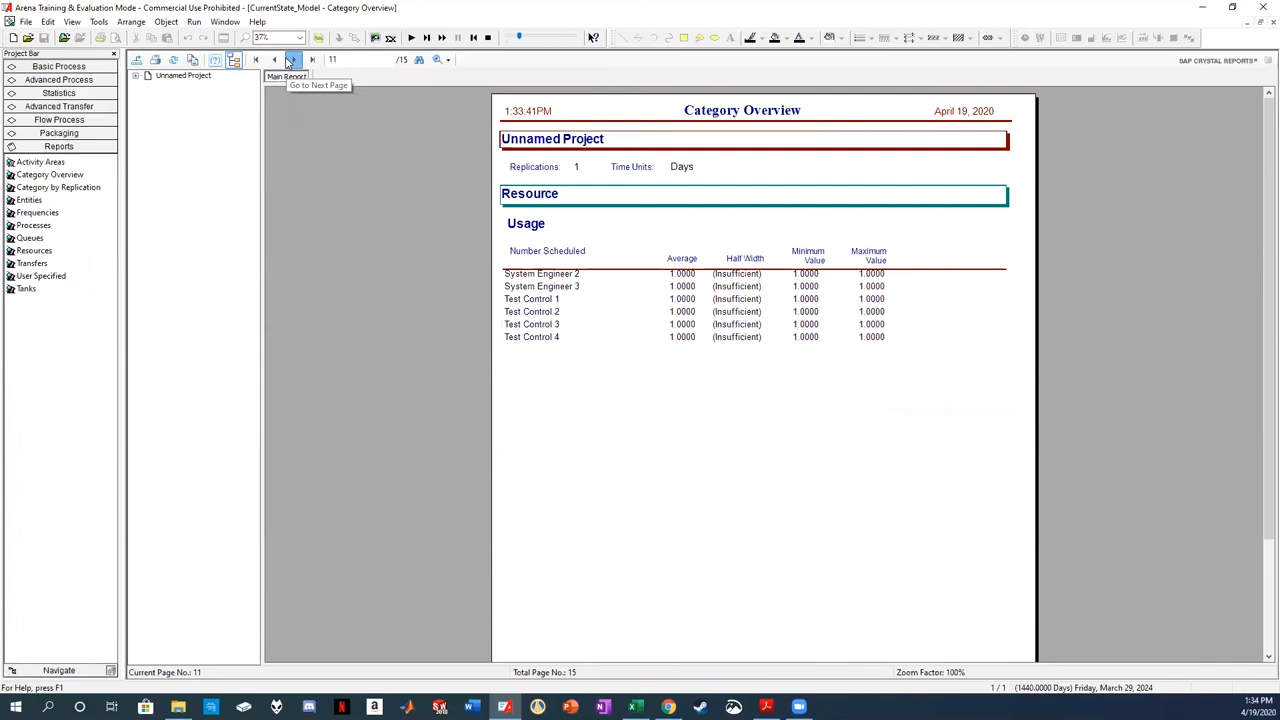 Arena Training & Evaluation Mode - Commercial Use Prohibited - [CurrentState_Model - Category Overview]
File Edit View Tools Arrange Object Run Window Help
37%
Project Bar
Basic Process
Advanced Process
Statistics
Advanced Transfer
Flow Process
Packaging
Reports
Activity Areas
Category Overview
Category by Replication
Entities
Frequencies
Processes
Queues
Resources
Transfers
User Specified
Tanks
Navigate
11 /15
SAP CRYSTAL REPORTS®
Unnamed Project
Main Report
Go to Next Page
1:33:41PM Category Overview April 19, 2020
Unnamed Project
Replications: 1 Time Units: Days
Resource
Usage
Number Scheduled Average Half Width Minimum Value Maximum Value
System Engineer 2 1.0000 (Insufficient) 1.0000 1.0000
System Engineer 3 1.0000 (Insufficient) 1.0000 1.0000
Test Control 1 1.0000 (Insufficient) 1.0000 1.0000
Test Control 2 1.0000 (Insufficient) 1.0000 1.0000
Test Control 3 1.0000 (Insufficient) 1.0000 1.0000
Test Control 4 1.0000 (Insufficient) 1.0000 1.0000
Current Page No.: 11 Total Page No.: 15 Zoom Factor: 100%
For Help, press F1 1 / 1 (1440.0000 Days) Friday, March 29, 2024
1:34 PM
4/19/2020